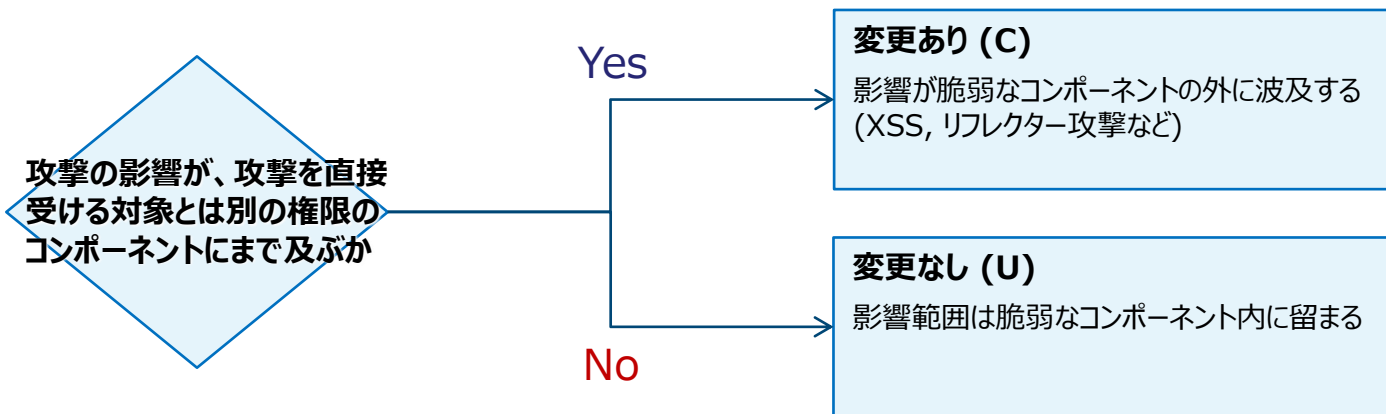 攻撃の影響が、攻撃を直接
受ける対象とは別の権限の
コンポーネントにまで及ぶか
Yes
変更あり (C)
影響が脆弱なコンポーネントの外に波及する
(XSS, リフレクター攻撃など)
No
変更なし (U)
影響範囲は脆弱なコンポーネント内に留まる